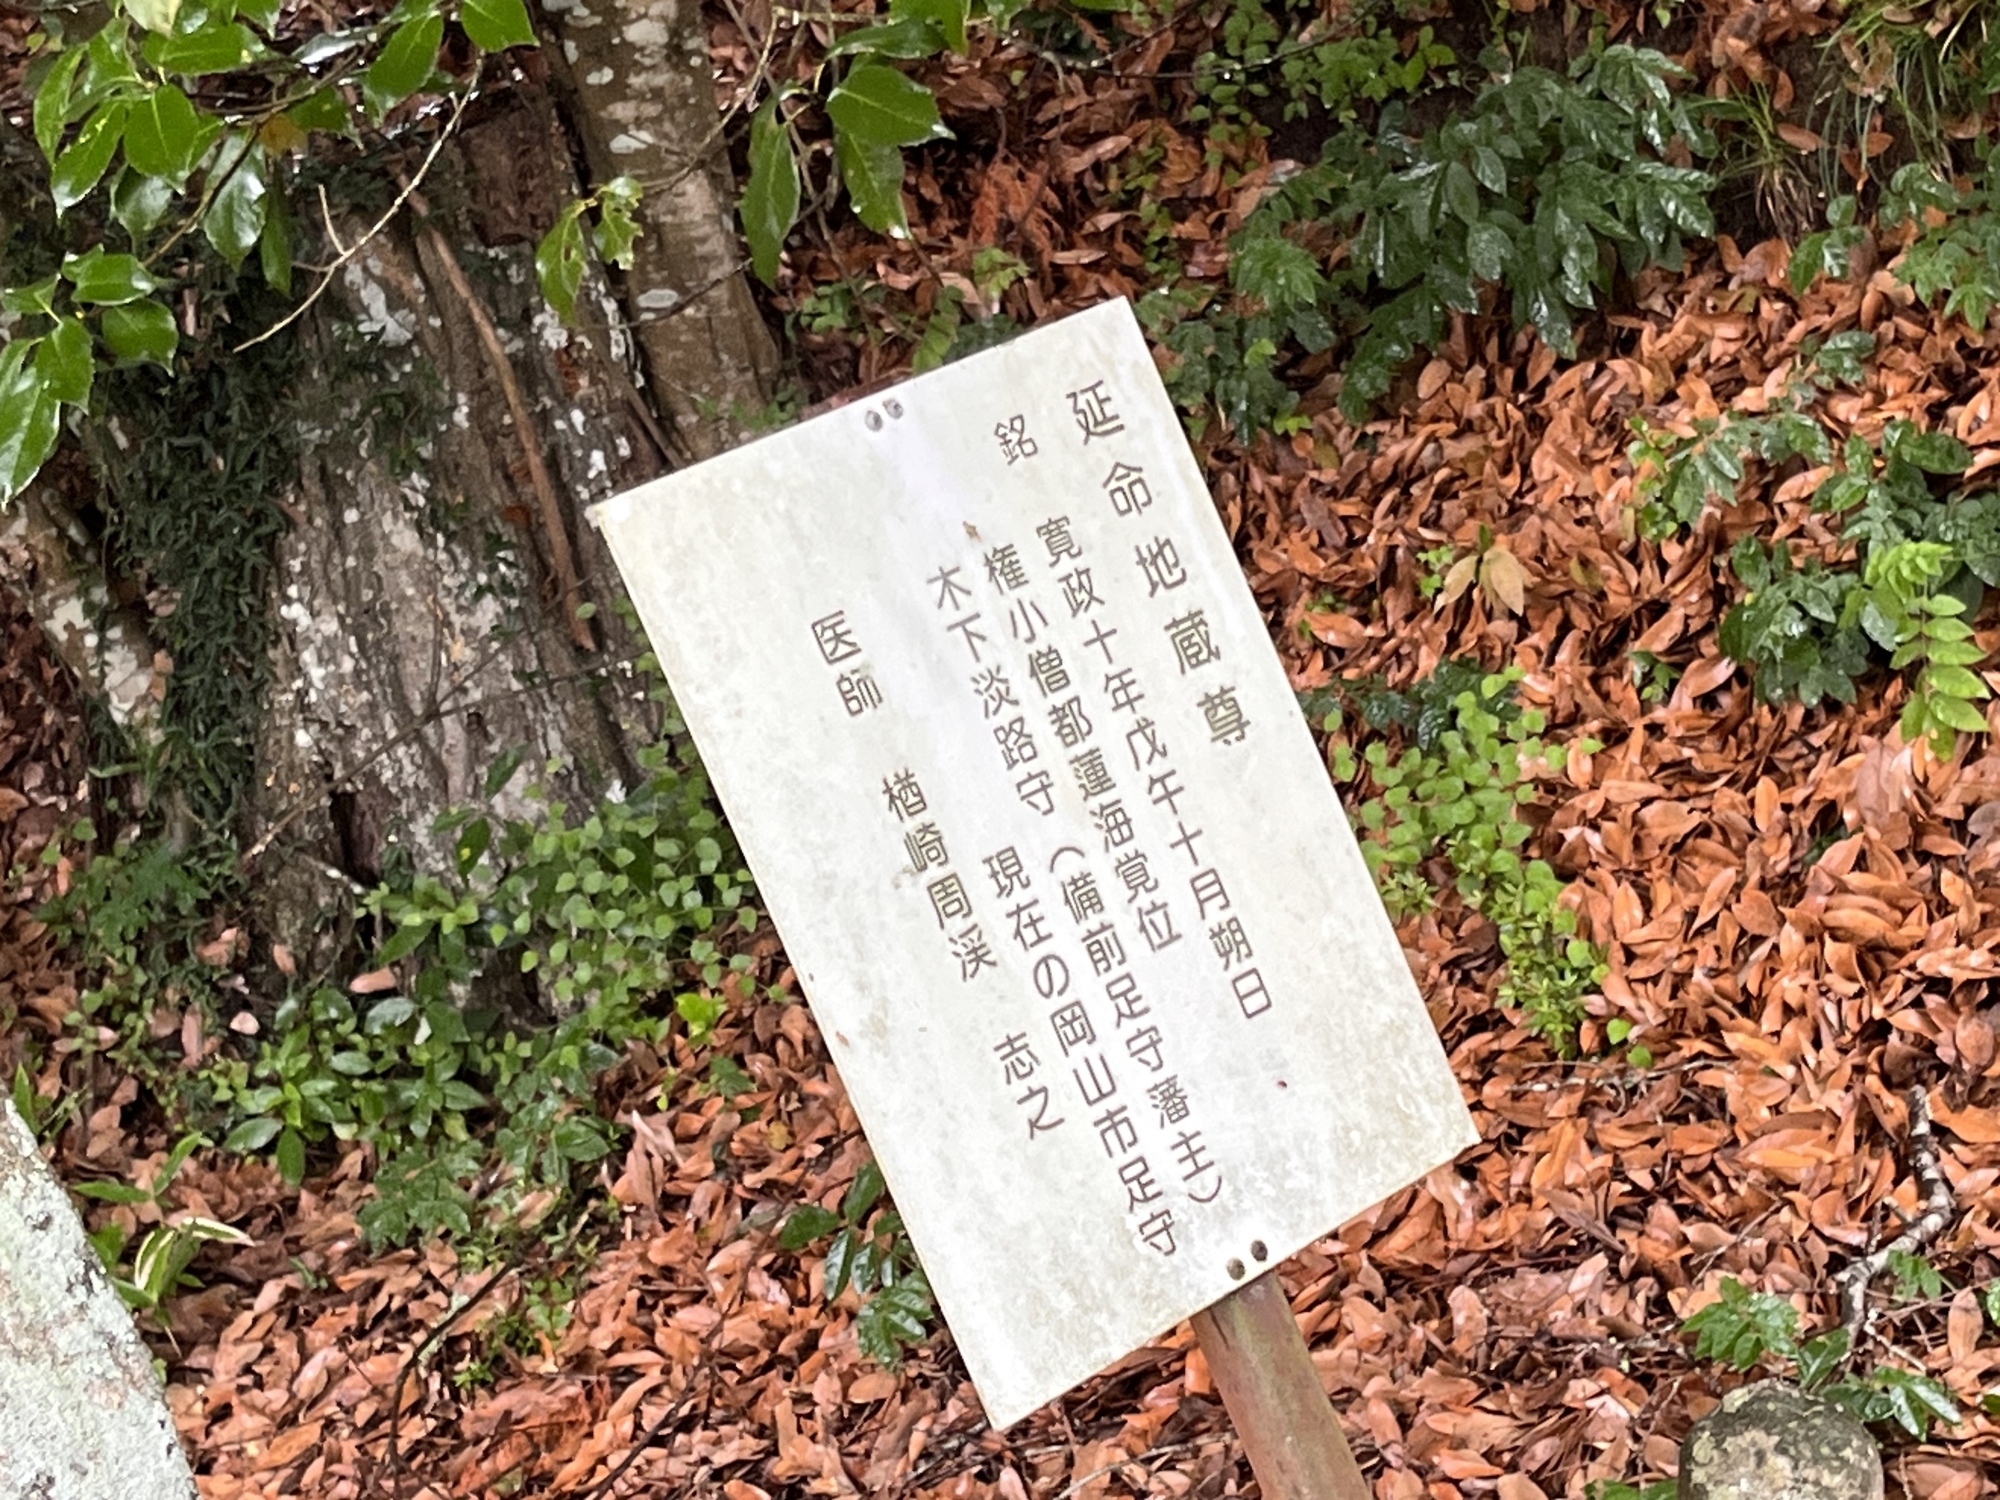 延命地蔵尊
銘 寛政十年戊午十月朔日
権小僧都蓮海覚位
木下淡路守（備前足守藩主）
現在の岡山市足守
医師 楢崎周渓 志之